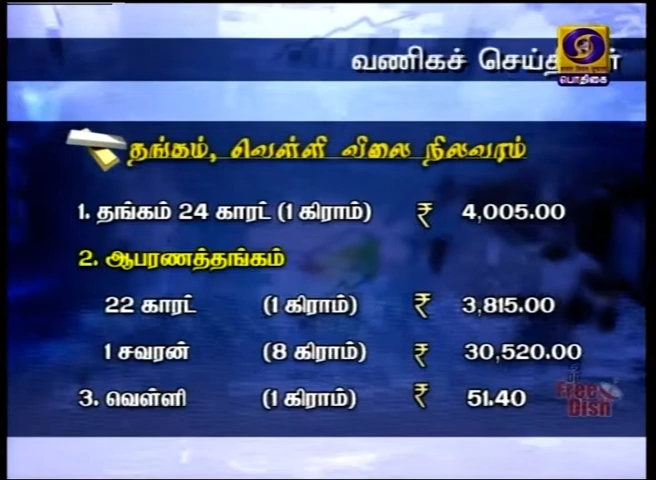 வணிகச் செய்திகள்
பொதிகை
தங்கம், வெள்ளி விலை நிலவரம்
1. தங்கம் 24 காரட் (1 கிராம்) ₹ 4,005.00
2. ஆபரணத்தங்கம்
22 காரட் (1 கிராம்) ₹ 3,815.00
1 சவரன் (8 கிராம்) ₹ 30,520.00
3. வெள்ளி (1 கிராம்) ₹ 51.40
Free
Dish